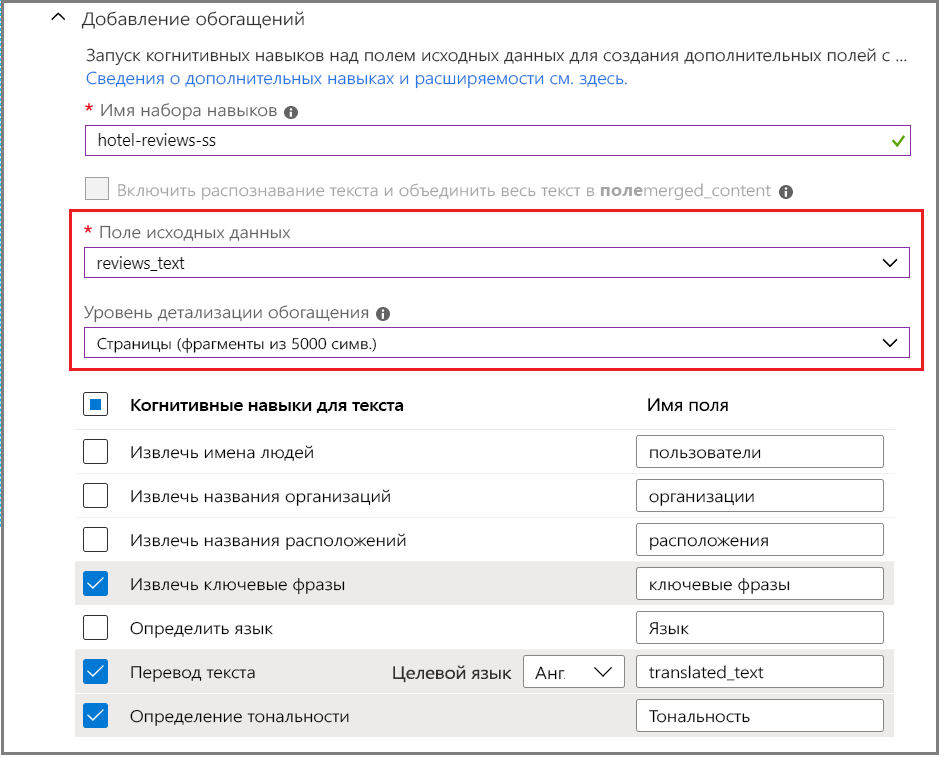 Добавление обогащений
Запуск когнитивных навыков над полем исходных данных для создания дополнительных полей с ...
Сведения о дополнительных навыках и расширяемости см. здесь.
* Имя набора навыков
hotel-reviews-ss
Включить распознавание текста и объединить весь текст в полеmerged_content
* Поле исходных данных
reviews_text
Уровень детализации обогащения
Страницы (фрагменты из 5000 симв.)
Когнитивные навыки для текста Имя поля
Извлечь имена людей пользователи
Извлечь названия организаций организации
Извлечь названия расположений расположения
Извлечь ключевые фразы ключевые фразы
Определить язык Язык
Перевод текста Целевой язык Анг. translated_text
Определение тональности Тональность